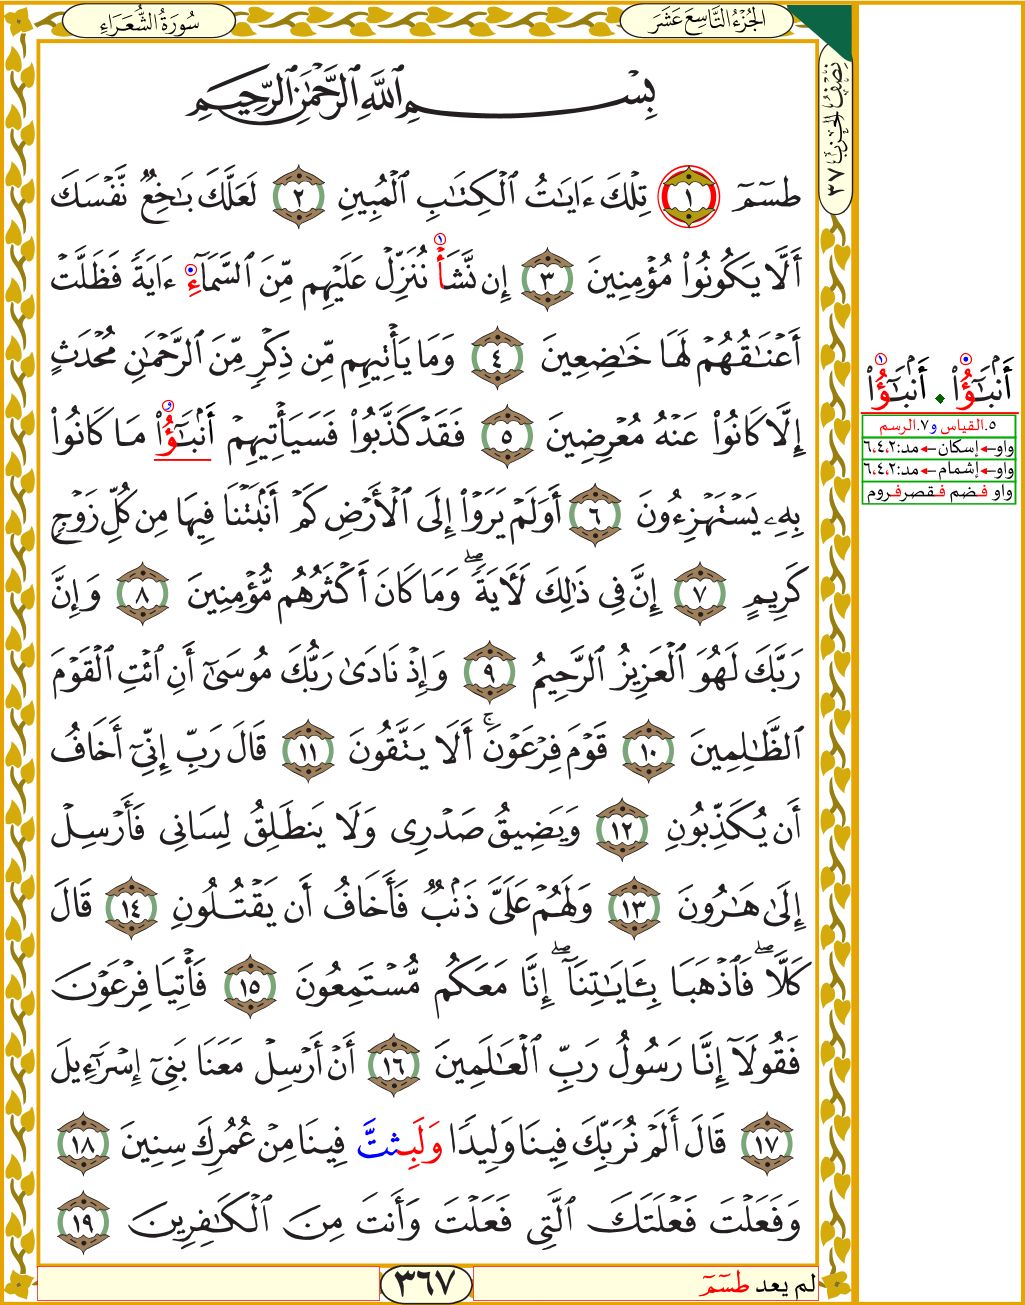 سُورَةُ الشُّعَرَاءِ
الجُزْءُ التَّاسِعَ عَشَرَ
نِصْفُ الحِزْبِ ٣٧
بِسْمِ ٱللَّهِ ٱلرَّحْمَٰنِ ٱلرَّحِيمِ
طسٓمٓ ١ تِلْكَ ءَايَٰتُ ٱلْكِتَٰبِ ٱلْمُبِينِ ٢ لَعَلَّكَ بَٰخِعٌ نَّفْسَكَ
أَلَّا يَكُونُوا۟ مُؤْمِنِينَ ٣ إِن نَّشَأْ نُنَزِّلْ عَلَيْهِم مِّنَ ٱلسَّمَآءِ ءَايَةً فَظَلَّتْ
أَعْنَٰقُهُمْ لَهَا خَٰضِعِينَ ٤ وَمَا يَأْتِيهِم مِّن ذِكْرٍ مِّنَ ٱلرَّحْمَٰنِ مُحْدَثٍ
إِلَّا كَانُوا۟ عَنْهُ مُعْرِضِينَ ٥ فَقَدْ كَذَّبُوا۟ فَسَيَأْتِيهِمْ أَنۢبَٰٓؤُا۟ مَا كَانُوا۟
بِهِۦ يَسْتَهْزِءُونَ ٦ أَوَلَمْ يَرَوْا۟ إِلَى ٱلْأَرْضِ كَمْ أَنۢبَتْنَا فِيهَا مِن كُلِّ زَوْجٍ
كَرِيمٍ ٧ إِنَّ فِى ذَٰلِكَ لَءَايَةً ۖ وَمَا كَانَ أَكْثَرُهُم مُّؤْمِنِينَ ٨ وَإِنَّ
رَبَّكَ لَهُوَ ٱلْعَزِيزُ ٱلرَّحِيمُ ٩ وَإِذْ نَادَىٰ رَبُّكَ مُوسَىٰٓ أَنِ ٱئْتِ ٱلْقَوْمَ
ٱلظَّٰلِمِينَ ١٠ قَوْمَ فِرْعَوْنَ ۚ أَلَا يَتَّقُونَ ١١ قَالَ رَبِّ إِنِّىٓ أَخَافُ
أَن يُكَذِّبُونِ ١٢ وَيَضِيقُ صَدْرِى وَلَا يَنطَلِقُ لِسَانِى فَأَرْسِلْ
إِلَىٰ هَٰرُونَ ١٣ وَلَهُمْ عَلَىَّ ذَنۢبٌ فَأَخَافُ أَن يَقْتُلُونِ ١٤ قَالَ
كَلَّا ۖ فَٱذْهَبَا بِـَٔايَٰتِنَآ ۖ إِنَّا مَعَكُم مُّسْتَمِعُونَ ١٥ فَأْتِيَا فِرْعَوْنَ
فَقُولَآ إِنَّا رَسُولُ رَبِّ ٱلْعَٰلَمِينَ ١٦ أَنْ أَرْسِلْ مَعَنَا بَنِىٓ إِسْرَٰٓءِيلَ
١٧ قَالَ أَلَمْ نُرَبِّكَ فِينَا وَلِيدًا وَلَبِثتَّ فِينَا مِنْ عُمُرِكَ سِنِينَ ١٨
وَفَعَلْتَ فَعْلَتَكَ ٱلَّتِى فَعَلْتَ وَأَنتَ مِنَ ٱلْكَٰفِرِينَ ١٩
أَنۢبَٰٓؤُا۟ ۰ أَنۢبَٰٓؤُا۟
٥.القياس و٧.الرسم
واو←إسكان←مد:٦،٤،٢
واو←إشمام←مد:٦،٤،٢
واو فضم فقصرفروم
لم يعد طسٓمٓ
٣٦٧